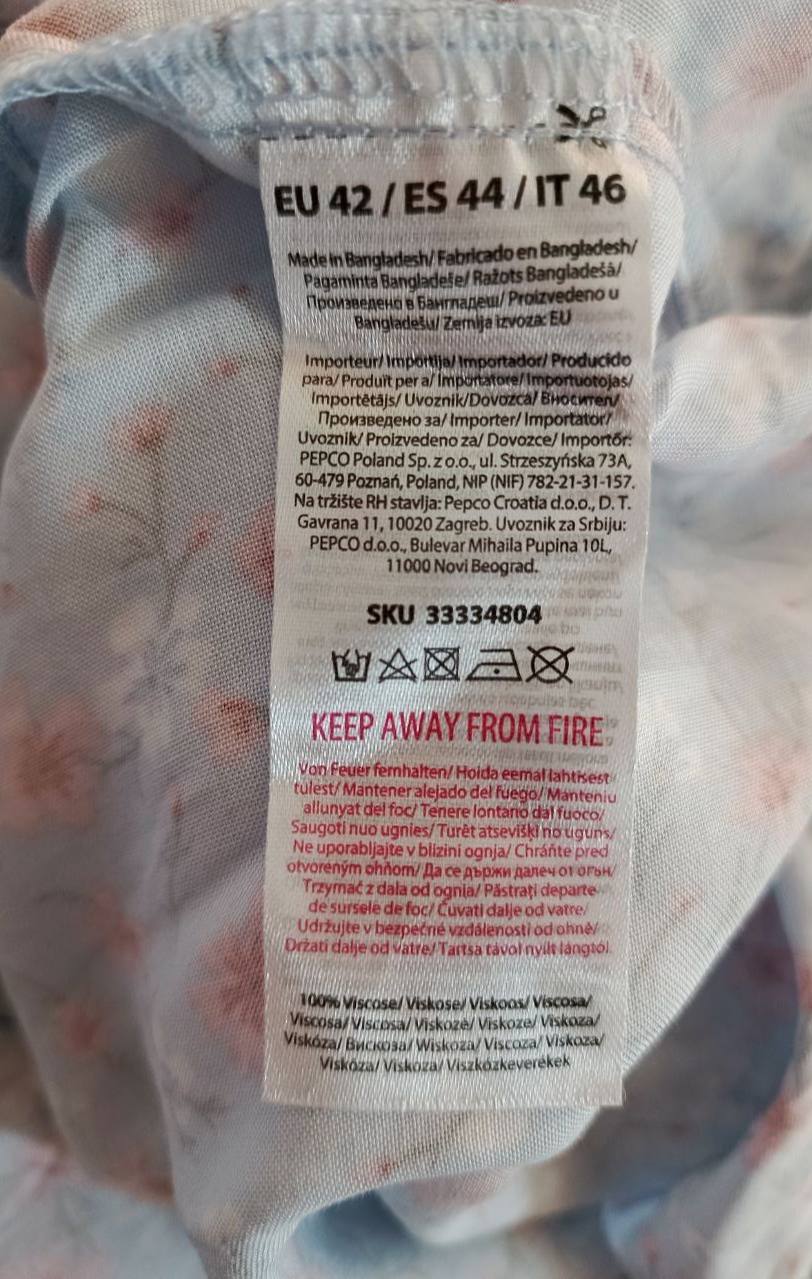 EU 42 / ES 44 / IT 46
Made in Bangladesh/ Fabricado en Bangladesh/
Pagaminta Bangladeše/ Ražots Bangladešā/
Произведено в Бангладеш/ Proizvedeno u
Bangladešu/ Zemlja izvoza: EU
Importeur/ Importija/ Importador/ Producido
para/ Produït per a/ Importatore/ Importuotojas/
Importētājs/ Uvoznik/Dovozca/ Вносител/
Произведено за/ Importer/ Importator/
Uvoznik/ Proizvedeno za/ Dovozce/ Importőr:
PEPCO Poland Sp. z o.o., ul. Strzeszyńska 73A,
60-479 Poznań, Poland, NIP (NIF) 782-21-31-157.
Na tržište RH stavlja: Pepco Croatia d.o.o., D. T.
Gavrana 11, 10020 Zagreb. Uvoznik za Srbiju:
PEPCO d.o.o., Bulevar Mihaila Pupina 10L,
11000 Novi Beograd.
SKU 33334804
KEEP AWAY FROM FIRE
Von Feuer fernhalten/ Hoida eemal lahtisest
tulest/ Mantener alejado del fuego/ Manteniu
allunyat del foc/ Tenere lontano dal fuoco/
Saugoti nuo ugnies/ Turēt atsevišķi no uguns/
Ne uporabljajte v blizini ognja/ Chráňte pred
otvoreným ohňom/ Да се държи далеч от огън/
Trzymać z dala od ognia/ Păstrați departe
de sursele de foc/ Čuvati dalje od vatre/
Udržujte v bezpečné vzdálenosti od ohně/
Držati dalje od vatre/ Tartsa távol nyílt lángtól
100% Viscose/ Viskose/ Viskoos/ Viscosa/
Viscosa/ Viscosa/ Viskozė/ Viskoze/ Viskoza/
Viskóza/ Вискоза/ Wiskoza/ Viscoza/ Viskoza/
Viskóza/ Viskoza/ Viszkózkeverékek